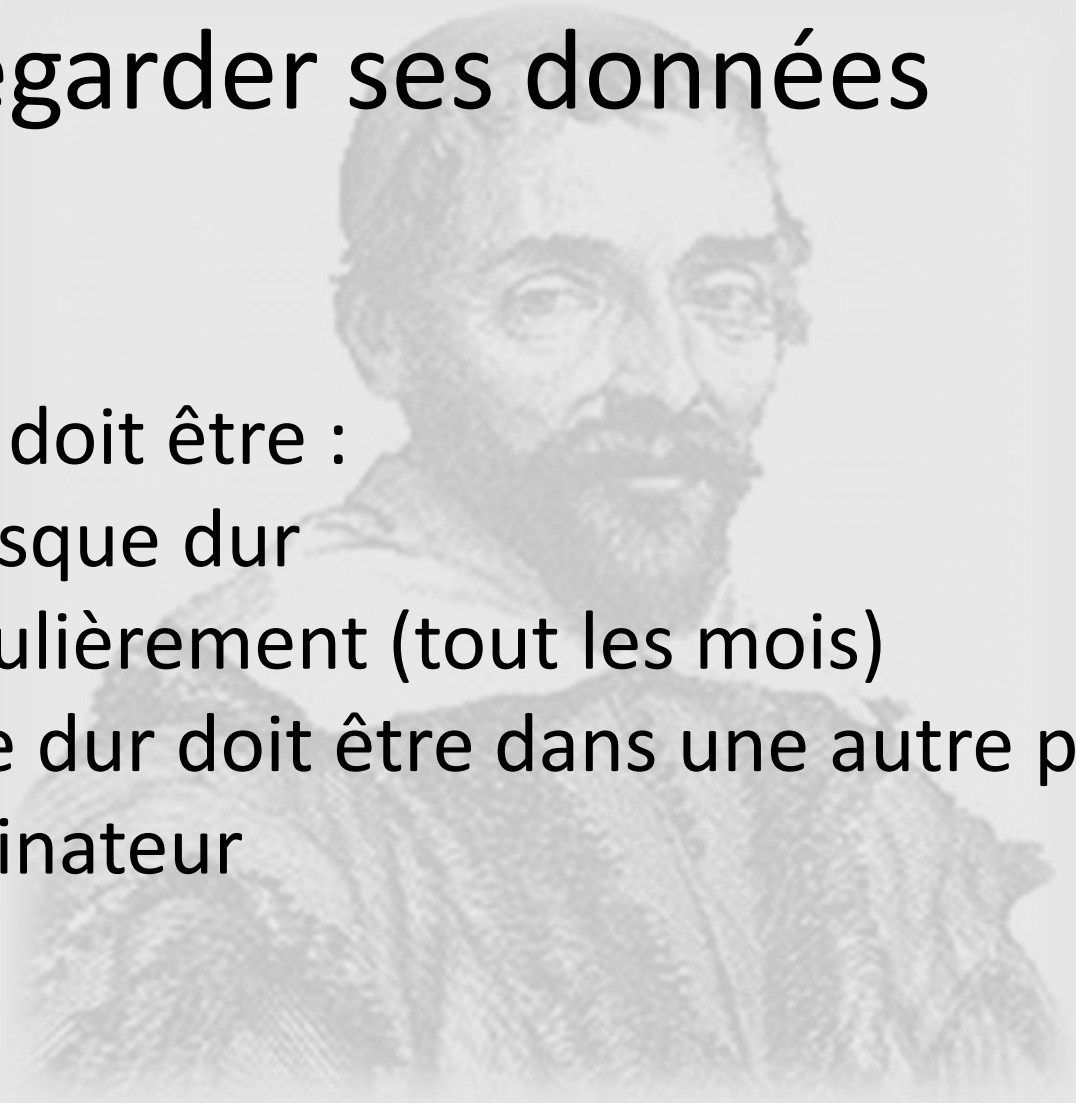 egarder ses données
doit être :
sque dur
ulièrement (tout les mois)
e dur doit être dans une autre p
inateur